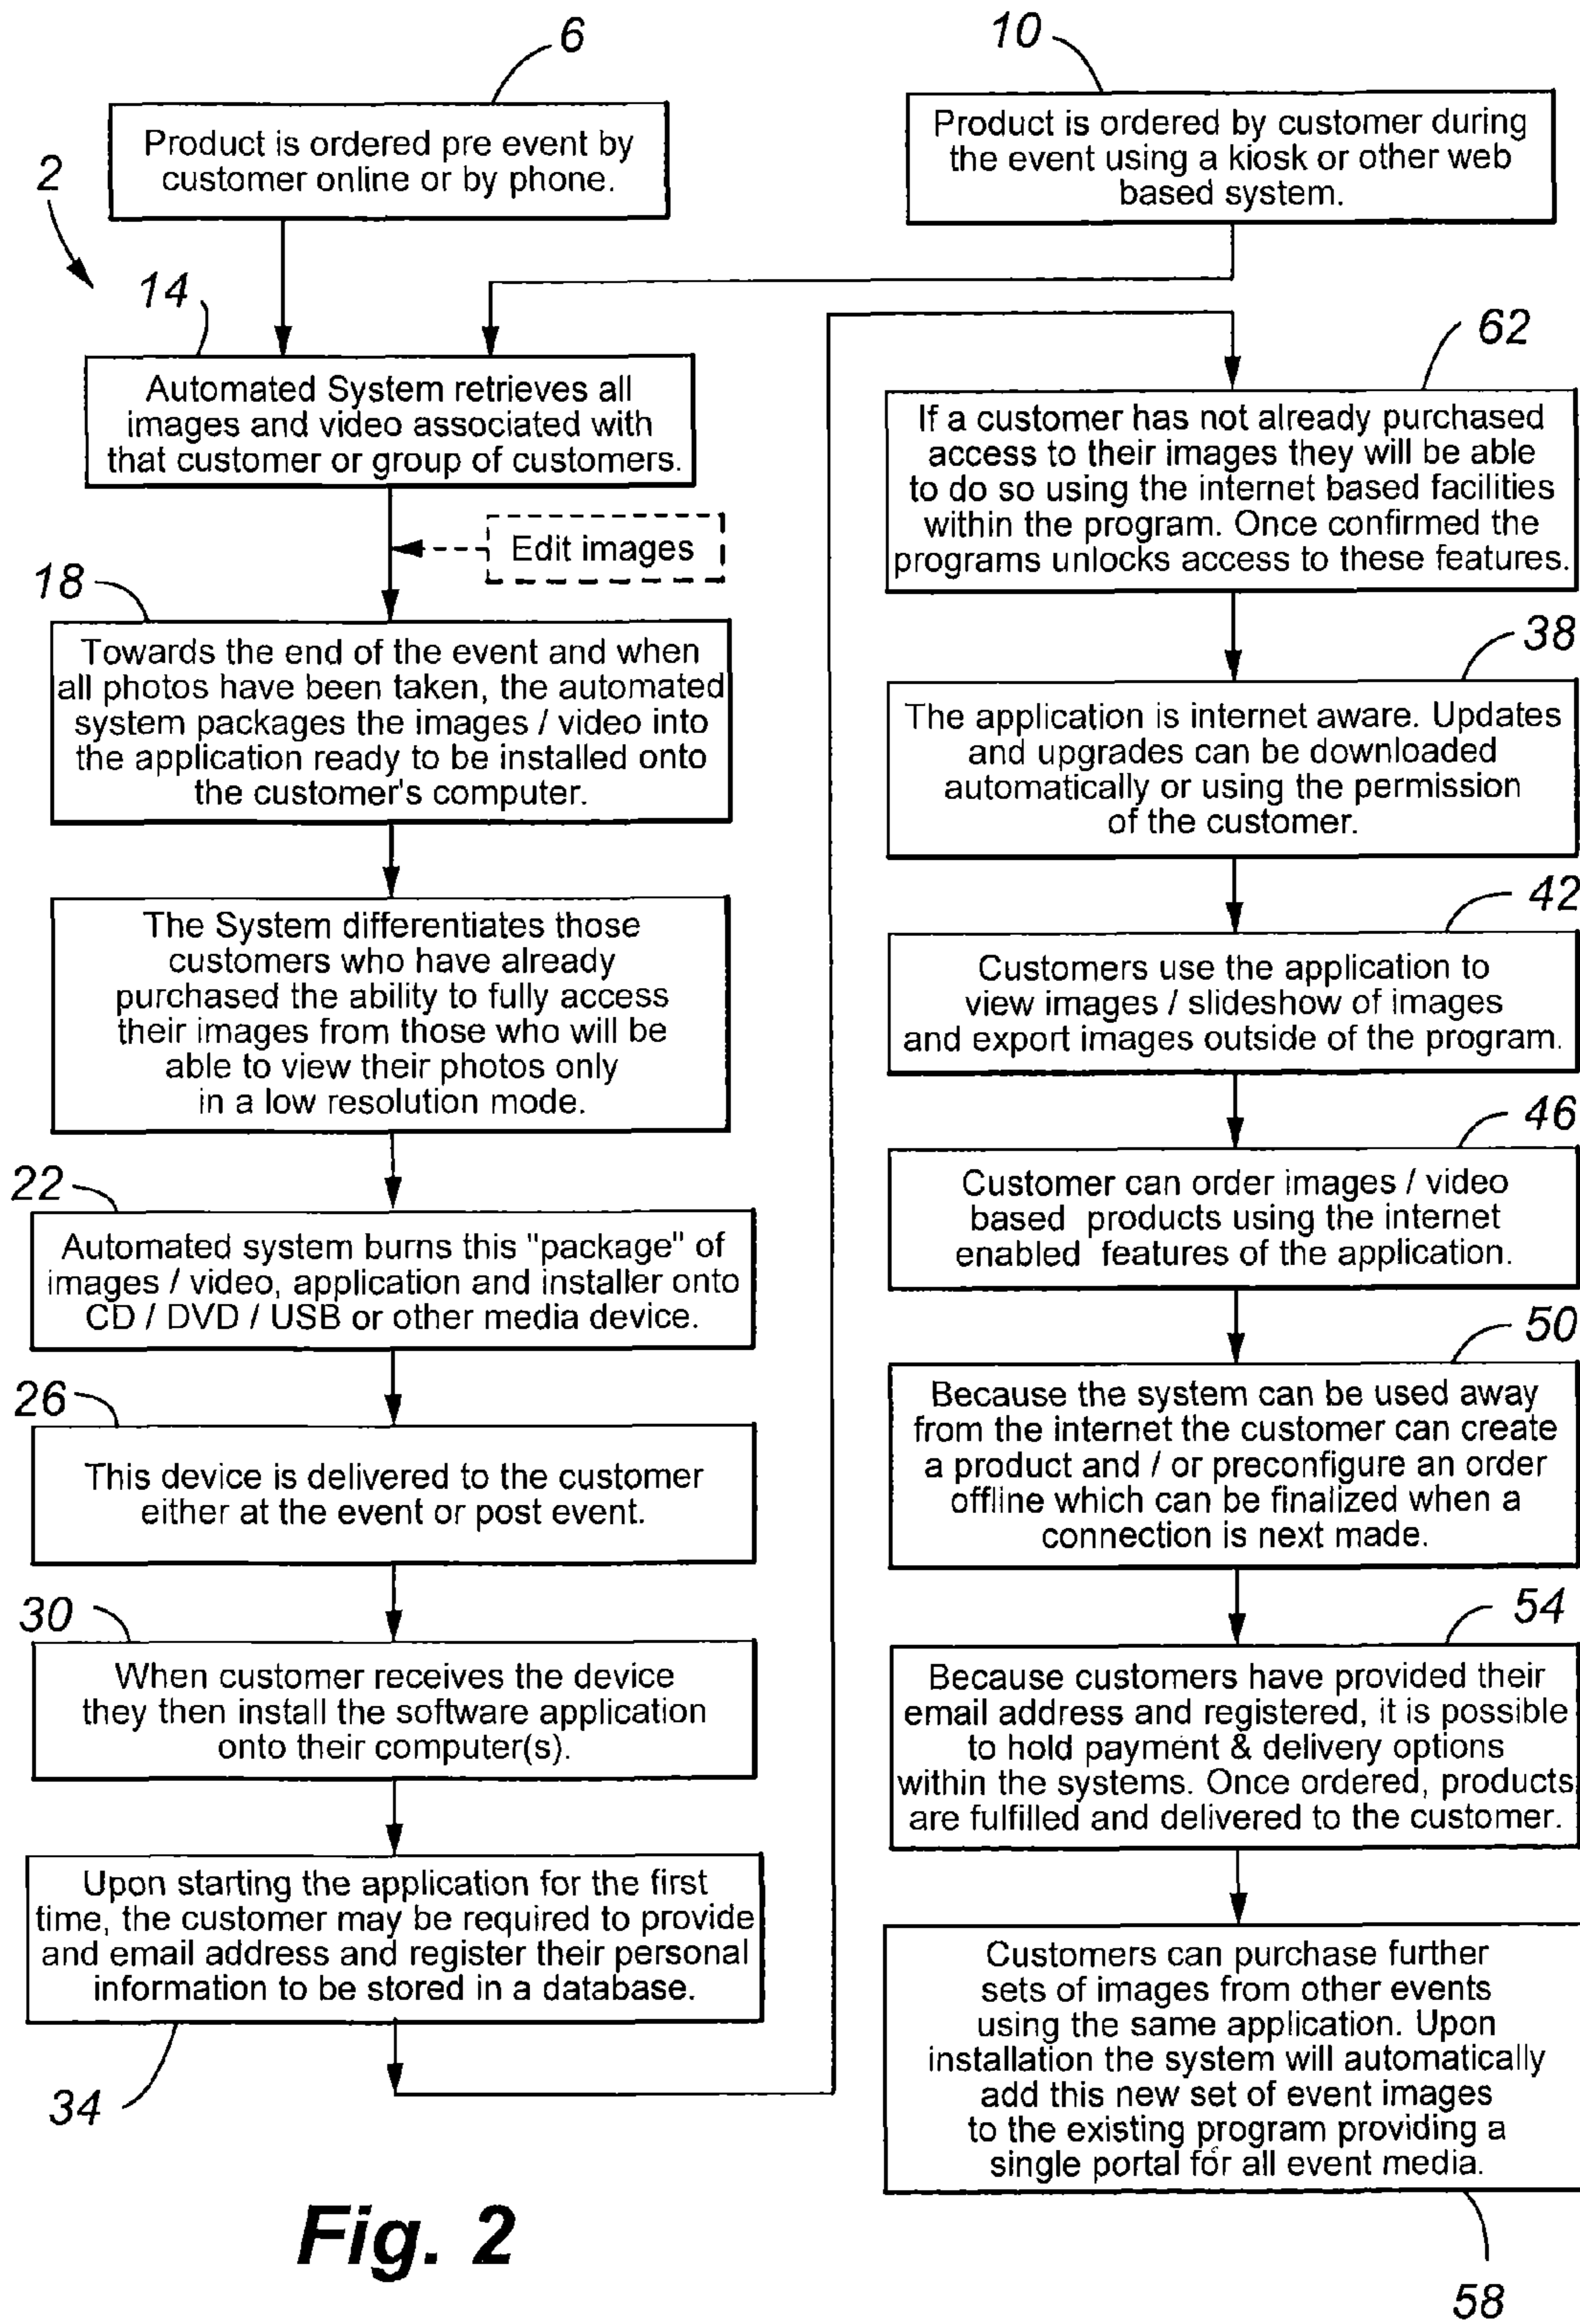 6
Product is ordered pre event by
customer online or by phone.
2
10
Product is ordered by customer during
the event using a kiosk or other web
based system.
14
Automated System retrieves all
images and video associated with
that customer or group of customers.
Edit images
18
Towards the end of the event and when
all photos have been taken, the automated
system packages the images / video into
the application ready to be installed onto
the customer's computer.
The System differentiates those
customers who have already
purchased the ability to fully access
their images from those who will be
able to view their photos only
in a low resolution mode.
22
Automated system burns this "package" of
images / video, application and installer onto
CD / DVD / USB or other media device.
26
This device is delivered to the customer
either at the event or post event.
30
When customer receives the device
they then install the software application
onto their computer(s).
Upon starting the application for the first
time, the customer may be required to provide
and email address and register their personal
information to be stored in a database.
34
62
If a customer has not already purchased
access to their images they will be able
to do so using the internet based facilities
within the program. Once confirmed the
programs unlocks access to these features.
38
The application is internet aware. Updates
and upgrades can be downloaded
automatically or using the permission
of the customer.
42
Customers use the application to
view images / slideshow of images
and export images outside of the program.
46
Customer can order images / video
based products using the internet
enabled features of the application.
50
Because the system can be used away
from the internet the customer can create
a product and / or preconfigure an order
offline which can be finalized when a
connection is next made.
54
Because customers have provided their
email address and registered, it is possible
to hold payment & delivery options
within the systems. Once ordered, products
are fulfilled and delivered to the customer.
Customers can purchase further
sets of images from other events
using the same application. Upon
installation the system will automatically
add this new set of event images
to the existing program providing a
single portal for all event media.
58
Fig. 2